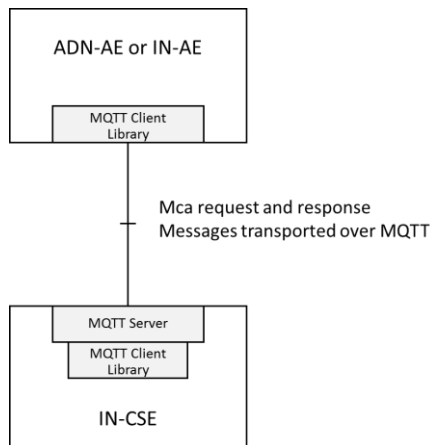 ADN-AE or IN-AE
MQTT Client
Library
Mca request and response
Messages transported over MQTT
MQTT Server
MQTT Client
Library
IN-CSE